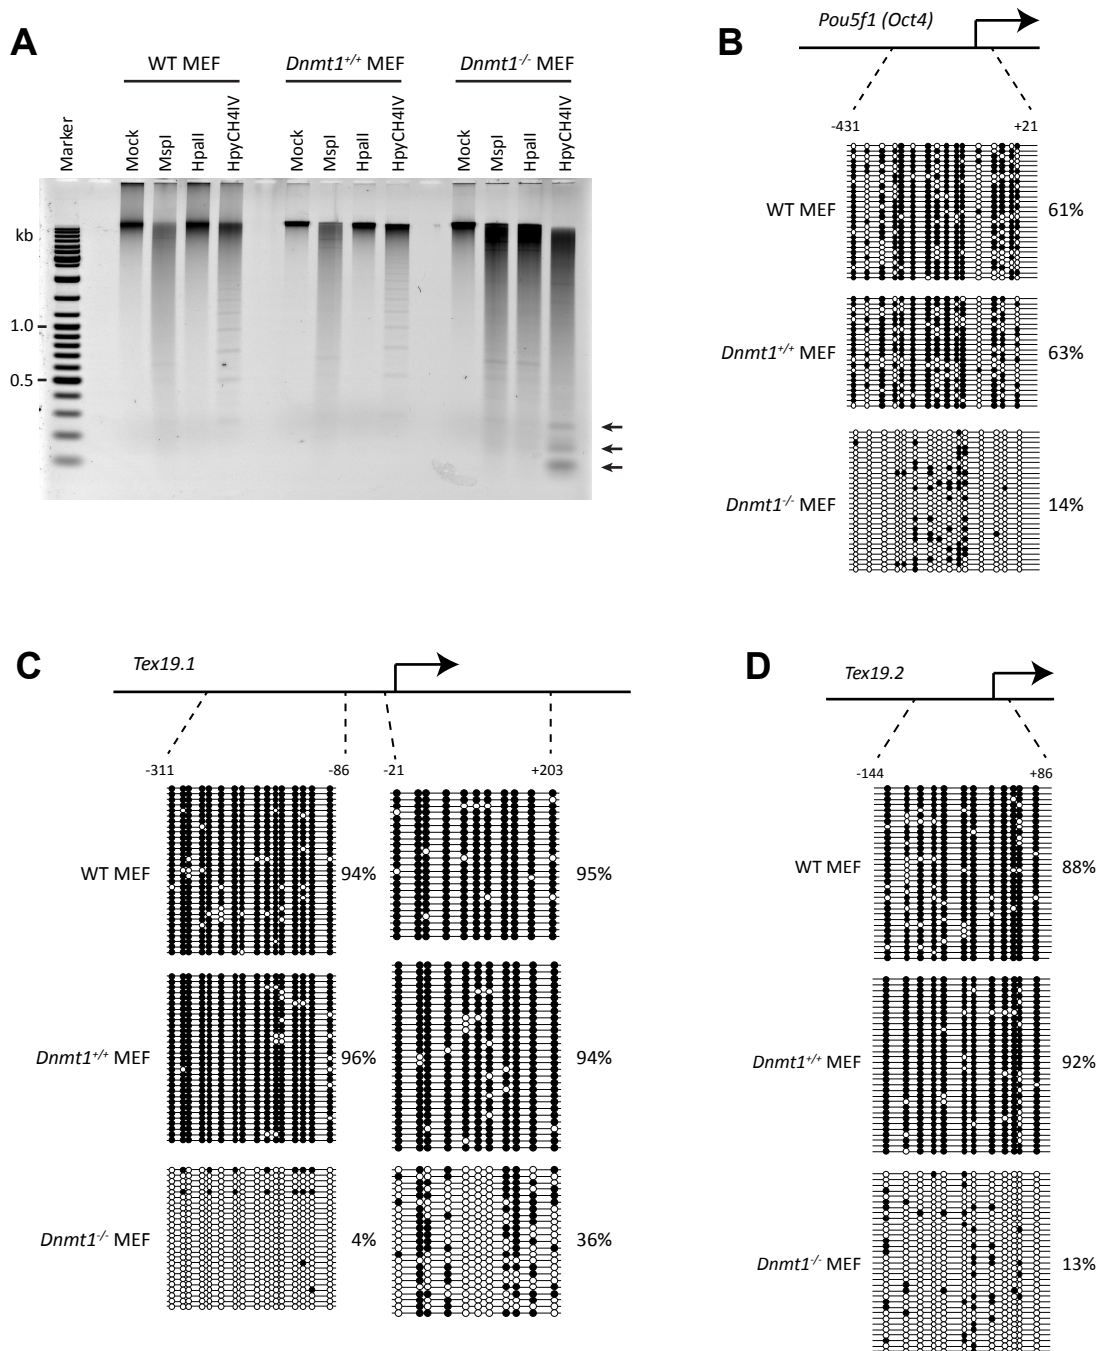 A
WT MEF
Dnmt1+/+ MEF
Dnmt1-/- MEF
Marker
Mock
MspI
HpaII
HpyCH4IV
Mock
MspI
HpaII
HpyCH4IV
Mock
MspI
HpaII
HpyCH4IV
kb
1.0
0.5
B
Pou5f1 (Oct4)
-431
+21
WT MEF
61%
Dnmt1+/+ MEF
63%
Dnmt1-/- MEF
14%
C
Tex19.1
-311
-86
-21
+203
WT MEF
94%
95%
Dnmt1+/+ MEF
96%
94%
Dnmt1-/- MEF
4%
36%
D
Tex19.2
-144
+86
WT MEF
88%
Dnmt1+/+ MEF
92%
Dnmt1-/- MEF
13%